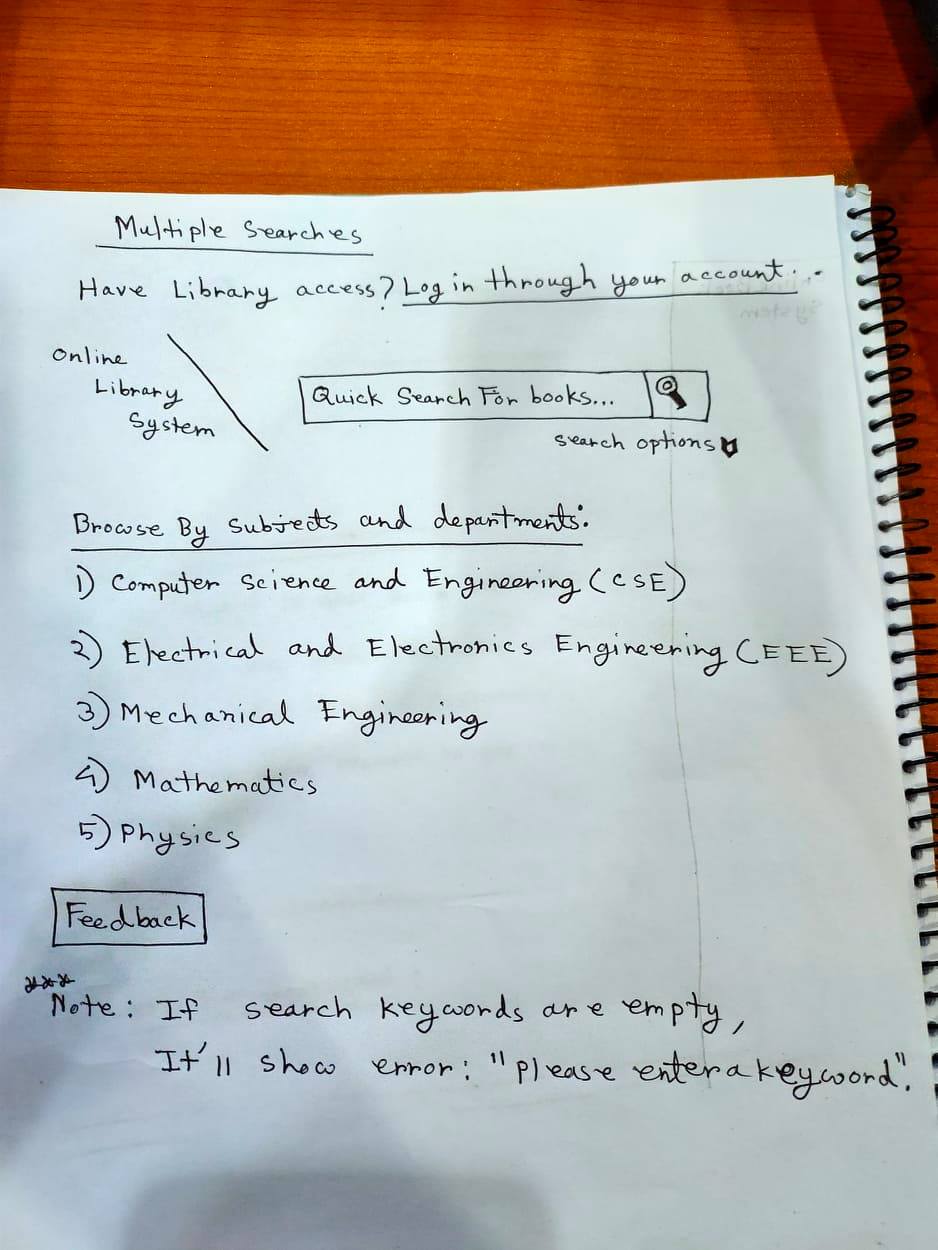 Multiple Searches
Have Library access? Log in through your account...
Online
Library
System
Quick Search For books...
search options
Browse By Subjects and departments:
1) Computer Science and Engineering (CSE)
2) Electrical and Electronics Engineering (EEE)
3) Mechanical Engineering
4) Mathematics
5) Physics
Feedback
***
Note: If search keywords are empty,
It'll show error: "Please enter a keyword".